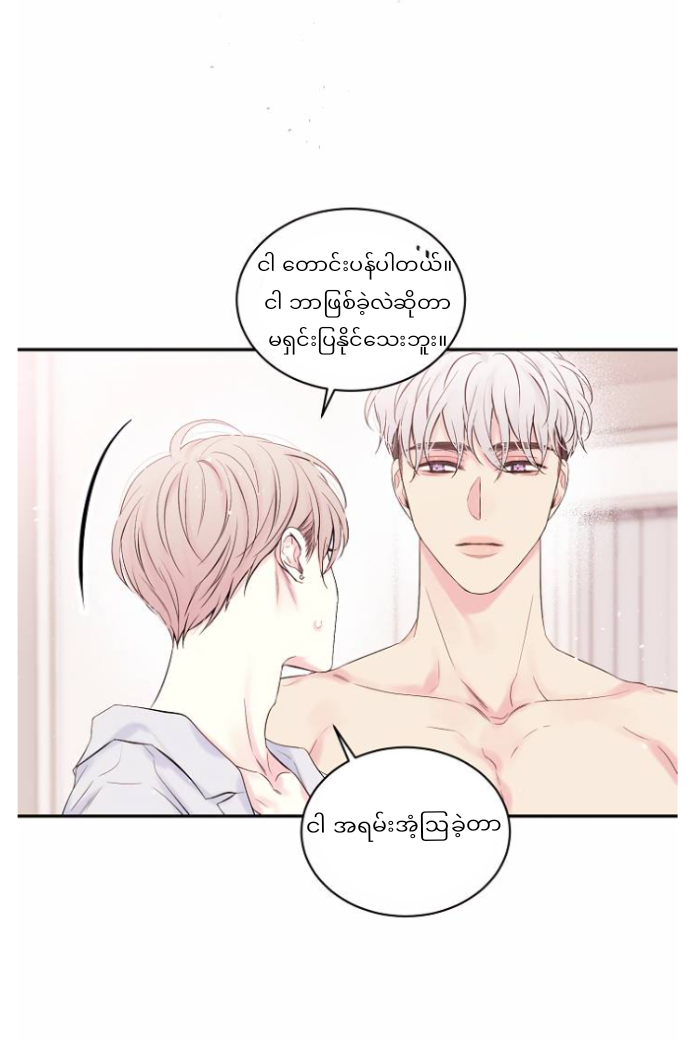 ငါ တောင်းပန်ပါတယ်။
ငါ ဘာဖြစ်ခဲ့လဲဆိုတာ
မရှင်းပြနိုင်သေးဘူး။
ငါ အရမ်းအံ့ဩခဲ့တာ